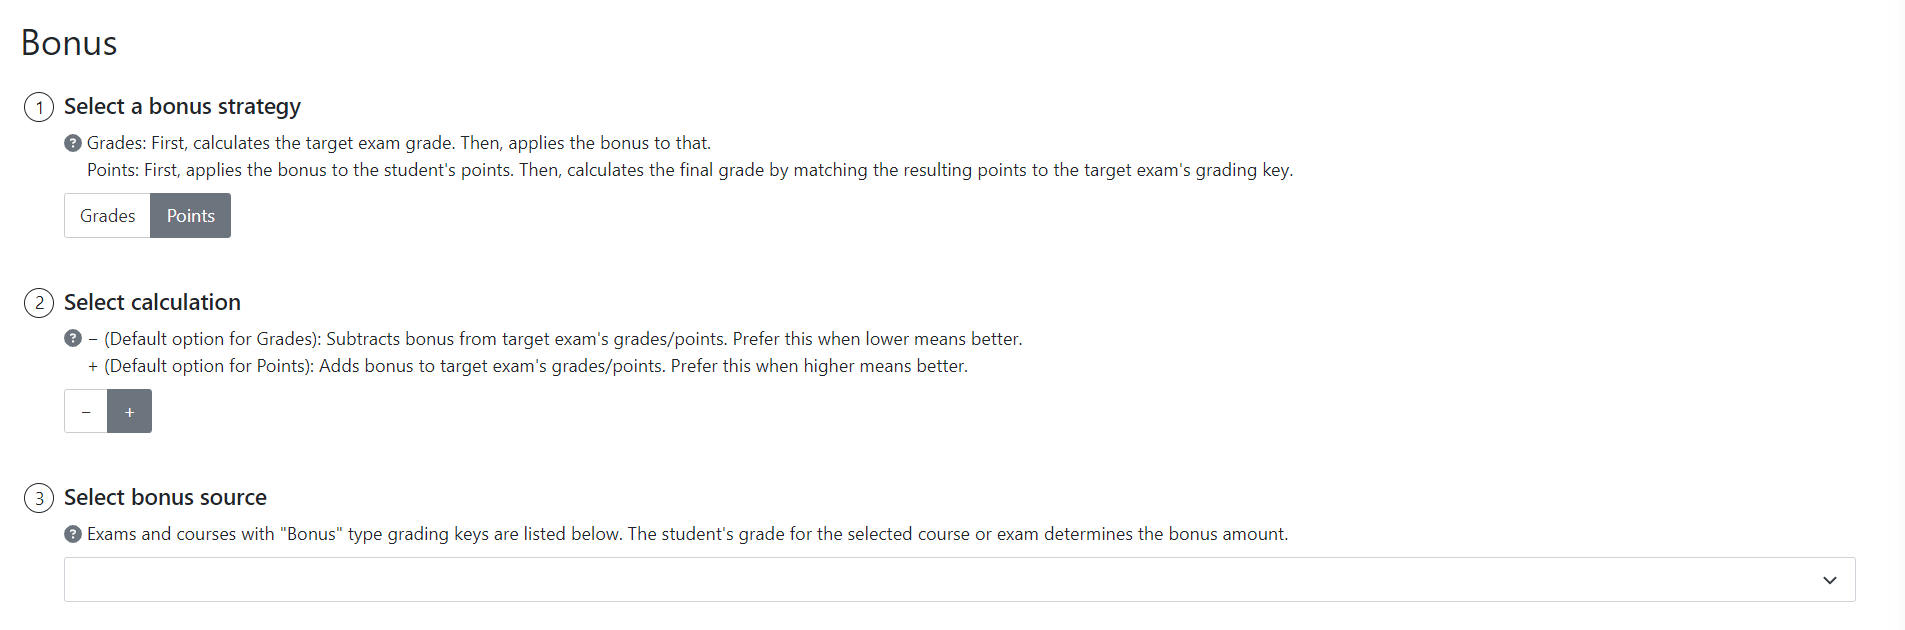 Bonus
1 Select a bonus strategy
? Grades: First, calculates the target exam grade. Then, applies the bonus to that.
Points: First, applies the bonus to the student's points. Then, calculates the final grade by matching the resulting points to the target exam's grading key.
Grades Points
2 Select calculation
? − (Default option for Grades): Subtracts bonus from target exam's grades/points. Prefer this when lower means better.
+ (Default option for Points): Adds bonus to target exam's grades/points. Prefer this when higher means better.
− +
3 Select bonus source
? Exams and courses with "Bonus" type grading keys are listed below. The student's grade for the selected course or exam determines the bonus amount.